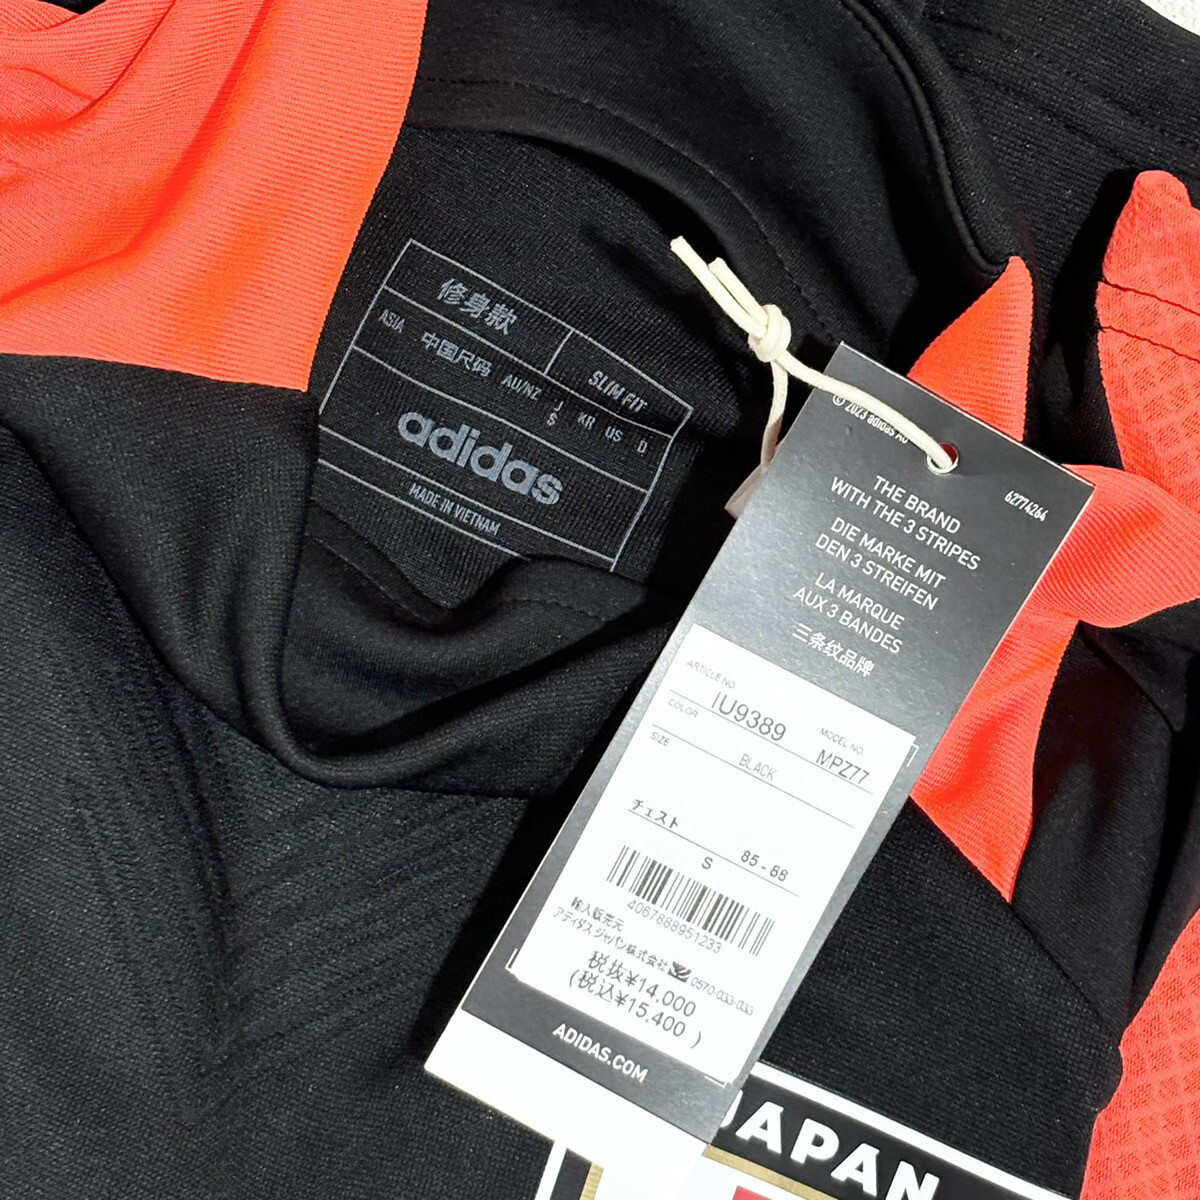 修身款
SLIM FIT
ASIA 中国尺码 AU/NZ J KR US D
S
adidas
MADE IN VIETNAM
© 2023 adidas AG
62774264
THE BRAND
WITH THE 3 STRIPES
DIE MARKE MIT
DEN 3 STREIFEN
LA MARQUE
AUX 3 BANDES
三条纹品牌
ARTICLE NO
IU9389
MODEL NO
MPZ77
COLOR
BLACK
SIZE
チェスト 85-88
S
4067888951233
輸入販売元
アディダス ジャパン株式会社 0570-033-033
税抜¥14,000
(税込¥15,400 )
ADIDAS.COM
JAPAN